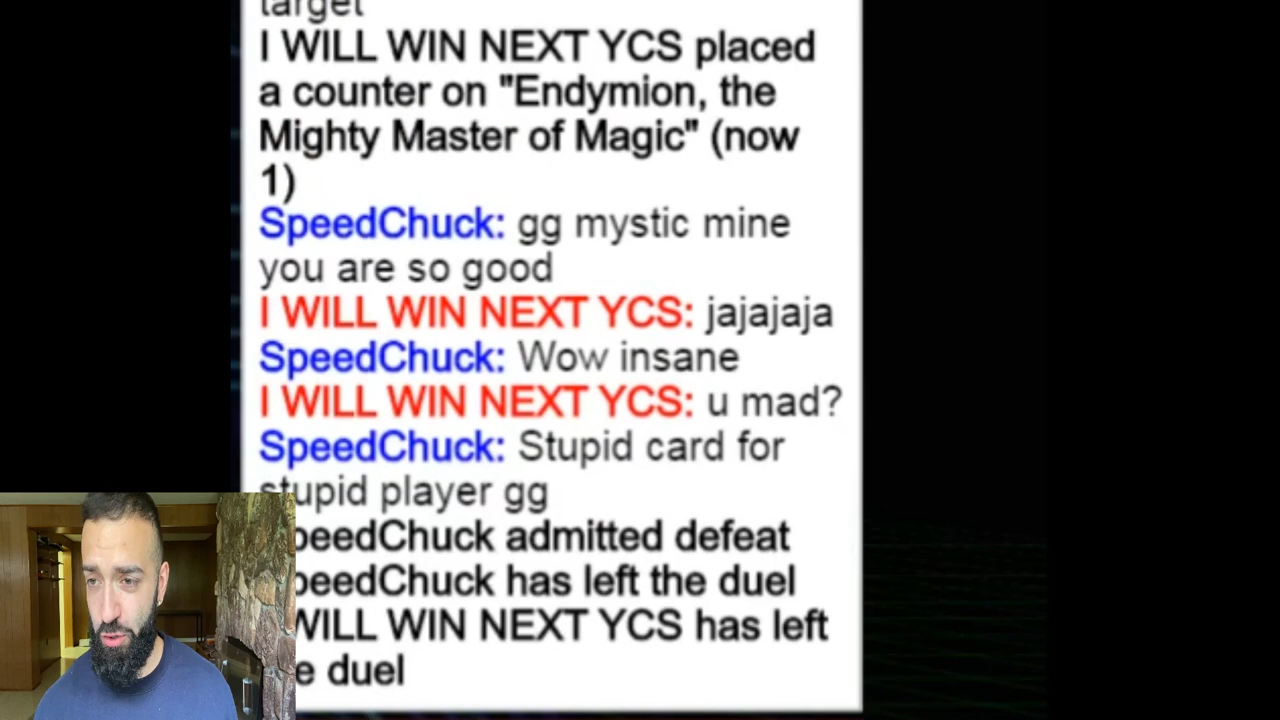 target
I WILL WIN NEXT YCS placed
a counter on "Endymion, the
Mighty Master of Magic" (now
1)
SpeedChuck: gg mystic mine
you are so good
I WILL WIN NEXT YCS: jajajaja
SpeedChuck: Wow insane
I WILL WIN NEXT YCS: u mad?
SpeedChuck: Stupid card for
stupid player gg
peedChuck admitted defeat
peedChuck has left the duel
WILL WIN NEXT YCS has left
e duel